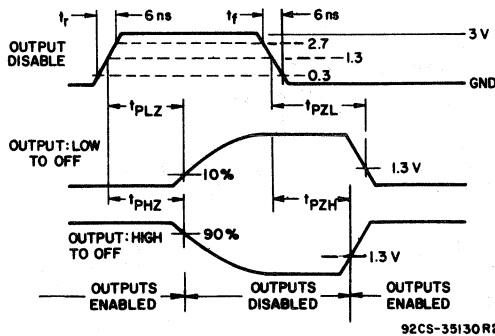 tr
6 ns
tf
6 ns
OUTPUT
DISABLE
3 V
2.7
1.3
0.3
GND
tPLZ
tPZL
OUTPUT: LOW
TO OFF
10%
1.3 V
tPHZ
tPZH
OUTPUT: HIGH
TO OFF
90%
1.3 V
OUTPUTS
ENABLED
OUTPUTS
DISABLED
OUTPUTS
ENABLED
92CS-35130R2